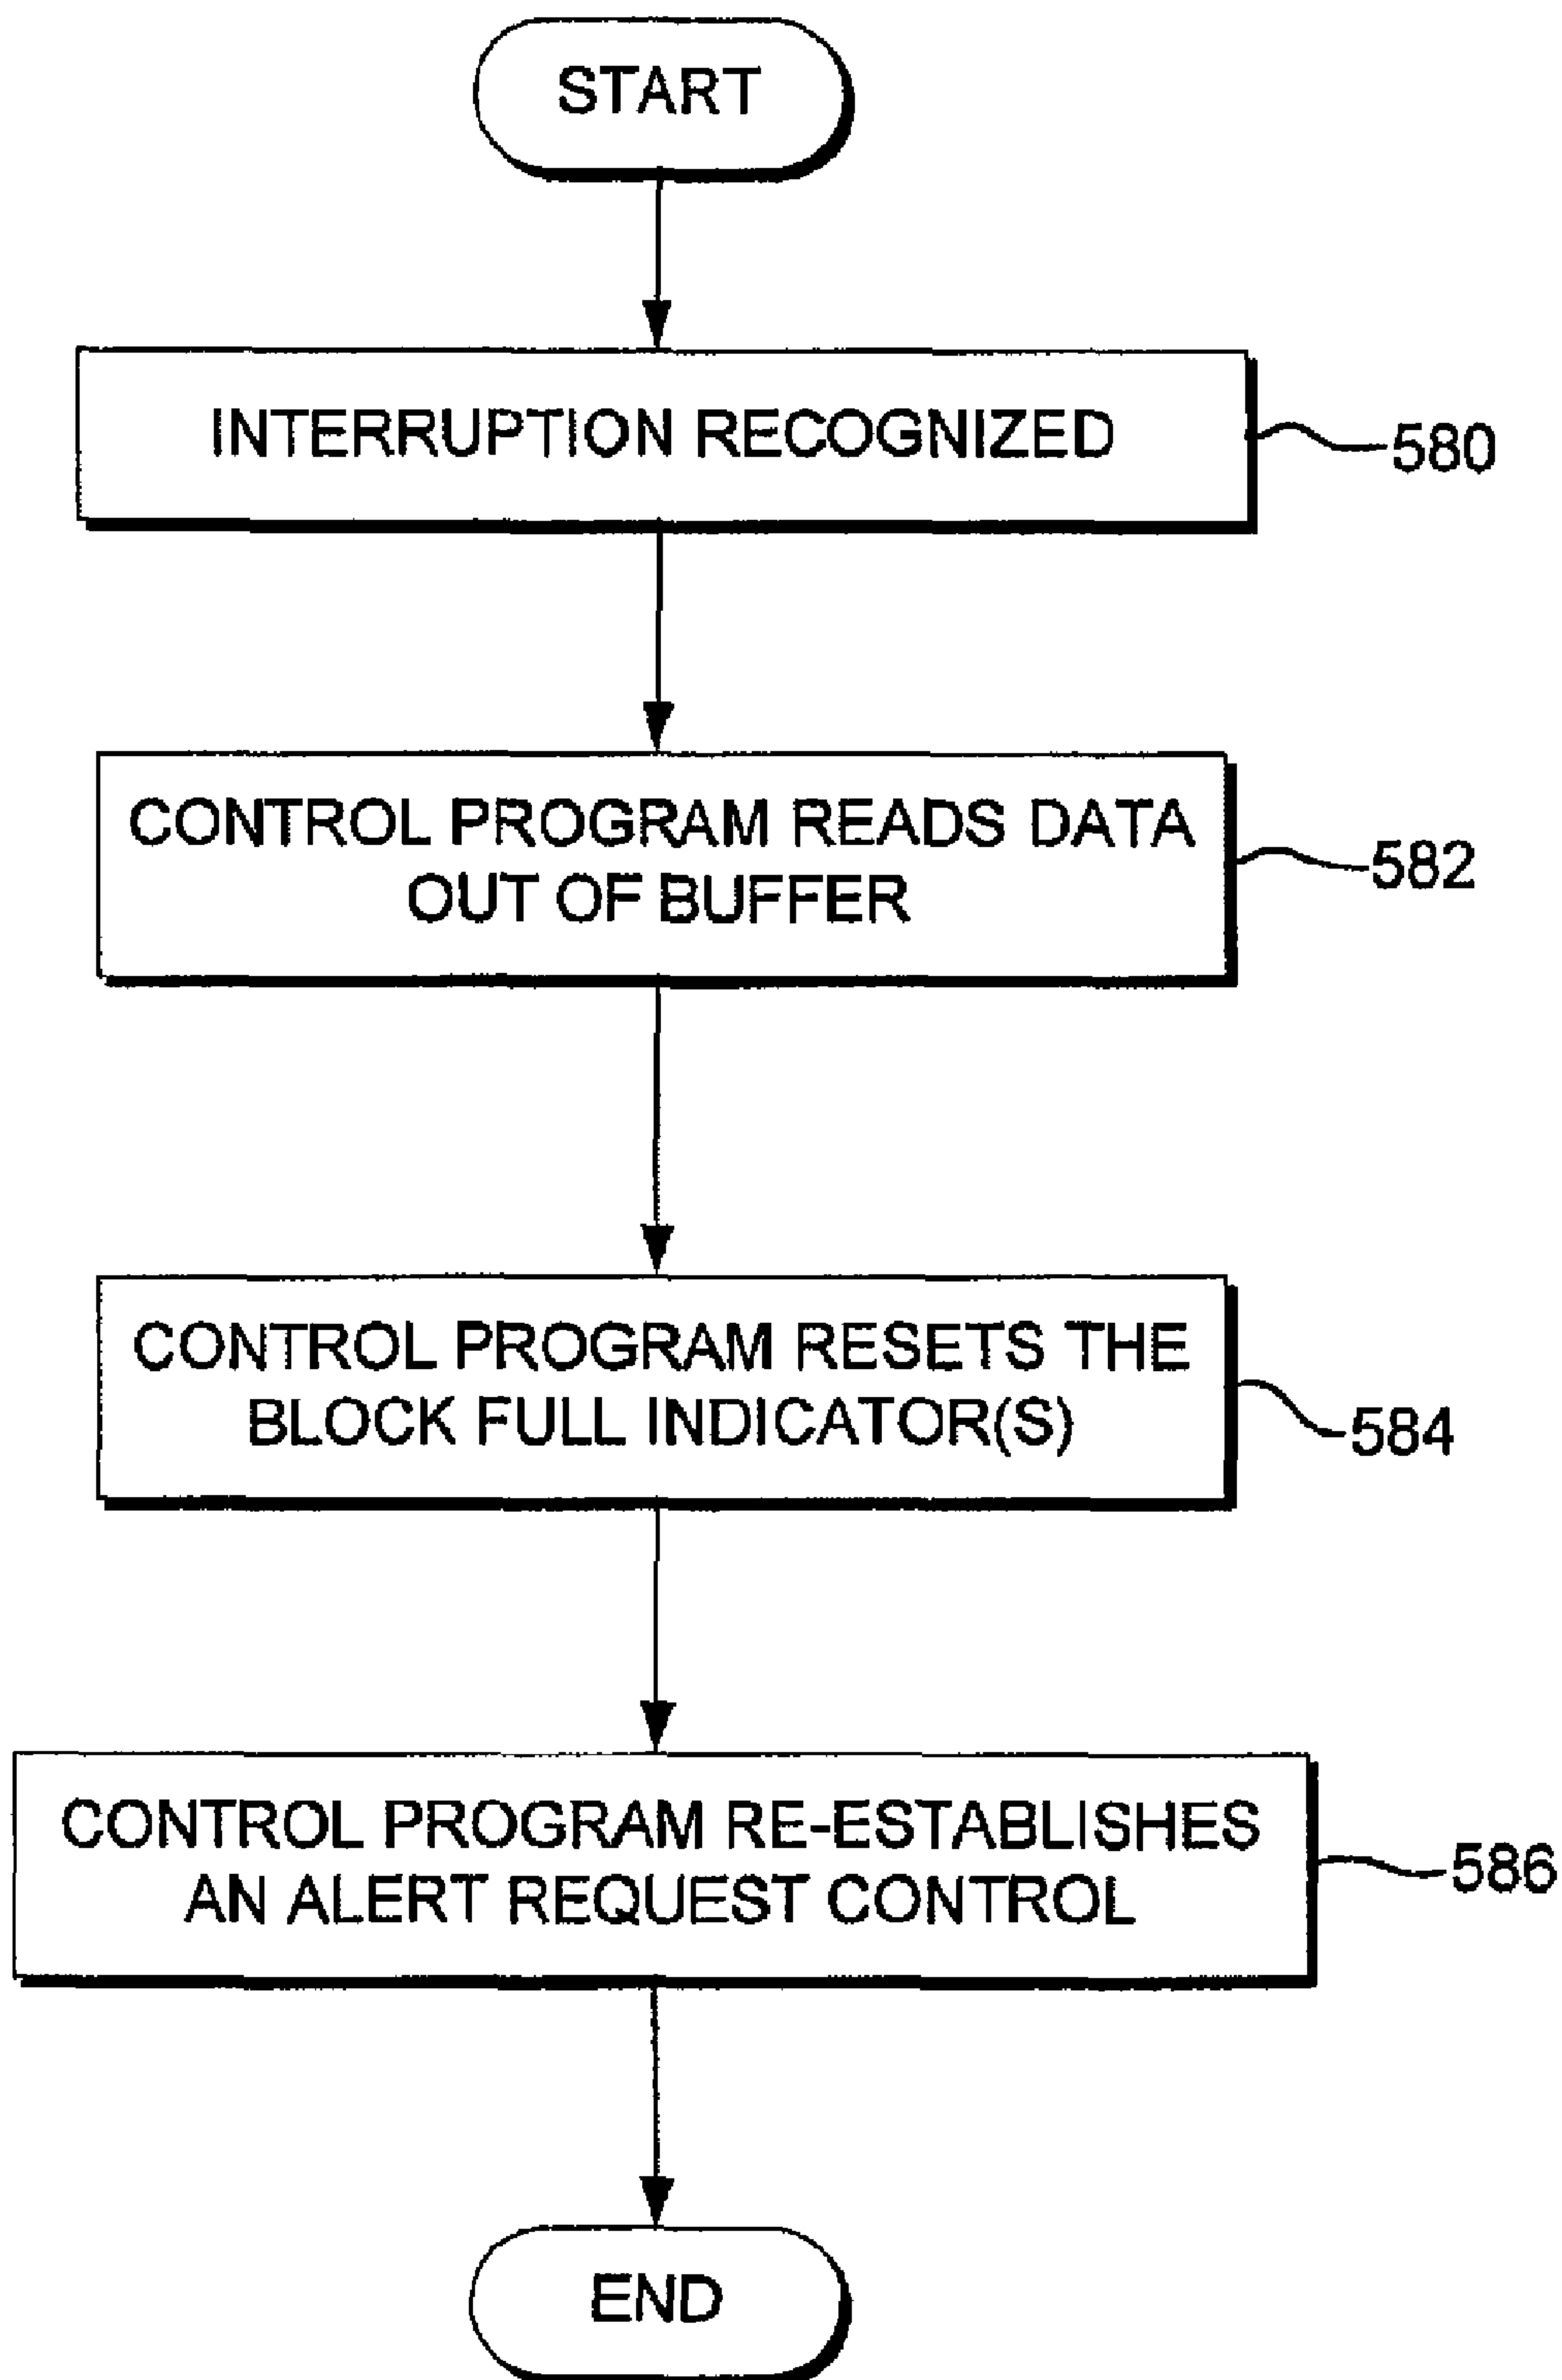 START
INTERRUPTION RECOGNIZED
580
CONTROL PROGRAM READS DATA
OUT OF BUFFER
582
CONTROL PROGRAM RESETS THE
BLOCK FULL INDICATOR(S)
584
CONTROL PROGRAM RE-ESTABLISHES
AN ALERT REQUEST CONTROL
586
END